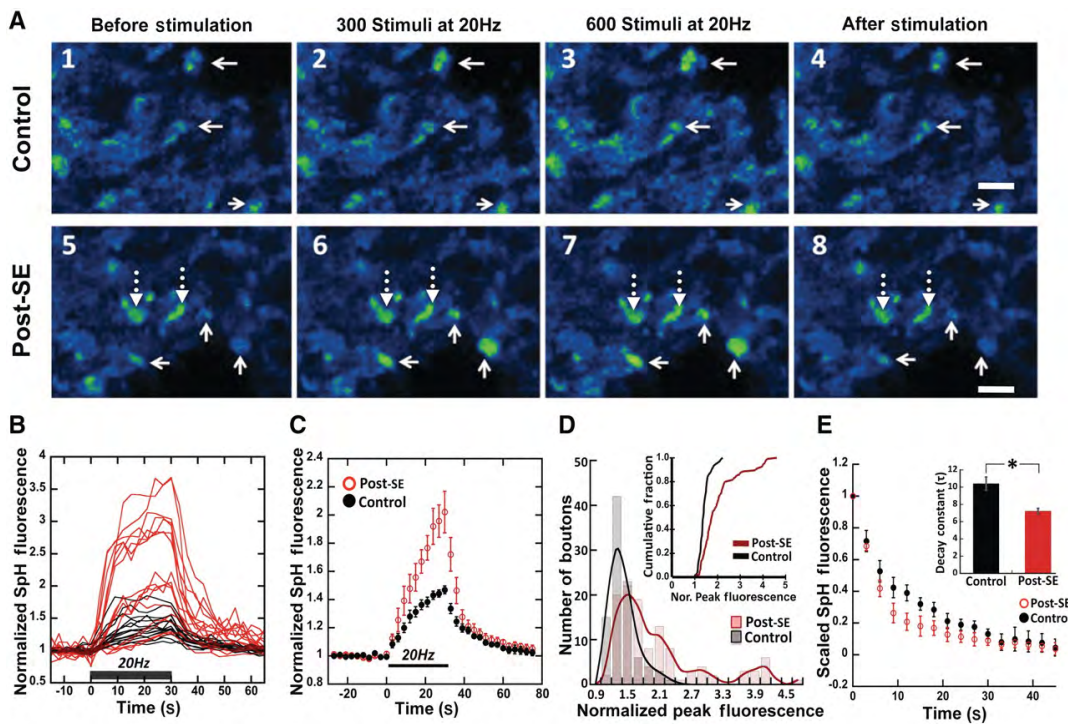 A
Before stimulation
300 Stimuli at 20Hz
600 Stimuli at 20Hz
After stimulation
Control
1
2
3
4
Post-SE
5
6
7
8
B
Normalized SpH fluorescence
4
3.5
3
2.5
2
1.5
1
0.5
20Hz
-10 0 10 20 30 40 50 60
Time (s)
C
Normalized SpH fluorescence
2.4
2.2
2
1.8
1.6
1.4
1.2
1
0.8
Post-SE
Control
20Hz
-20 0 20 40 60 80
Time (s)
D
Number of boutons
50
40
30
20
10
0
Cumulative fraction
1.0
0.8
0.6
0.4
0.2
0.0
Post-SE
Control
0 1 2 3 4 5
Nor. Peak fluorescence
Post-SE
Control
0.9 1.5 2.1 2.7 3.3 3.9 4.5
Normalized peak fluorescence
E
Scaled SpH fluorescence
1.2
1
0.8
0.6
0.4
0.2
0
-0.2
Decay constant (τ)
12
10
8
6
4
2
0
*
Control Post-SE
Post-SE
Control
0 10 20 30 40
Time (s)